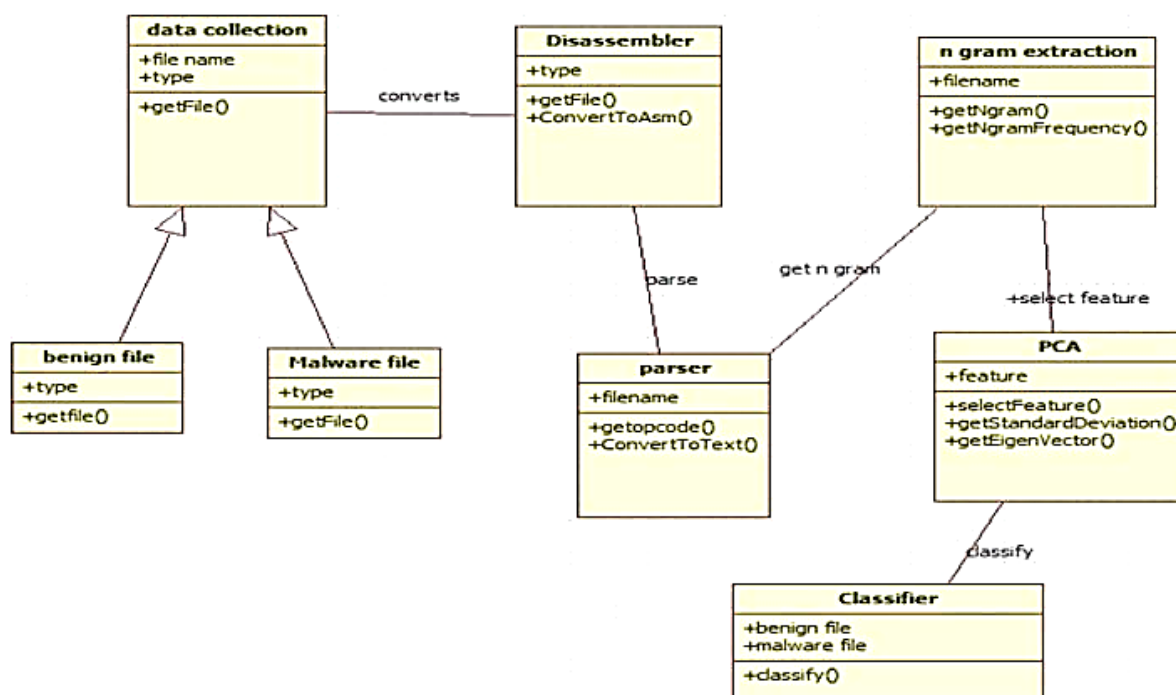 data collection
+file name
+type
+getFile()
converts
Disassembler
+type
+getFile()
+ConvertToAsm()
n gram extraction
+filename
+getNgram()
+getNgramFrequency()
parse
get n gram
+select feature
benign file
+type
+getfile()
Malware file
+type
+getFile()
parser
+filename
+getopcode()
+ConvertToText()
PCA
+feature
+selectFeature()
+getStandardDeviation()
+getEigenVector()
classify
Classifier
+benign file
+malware file
+classify()